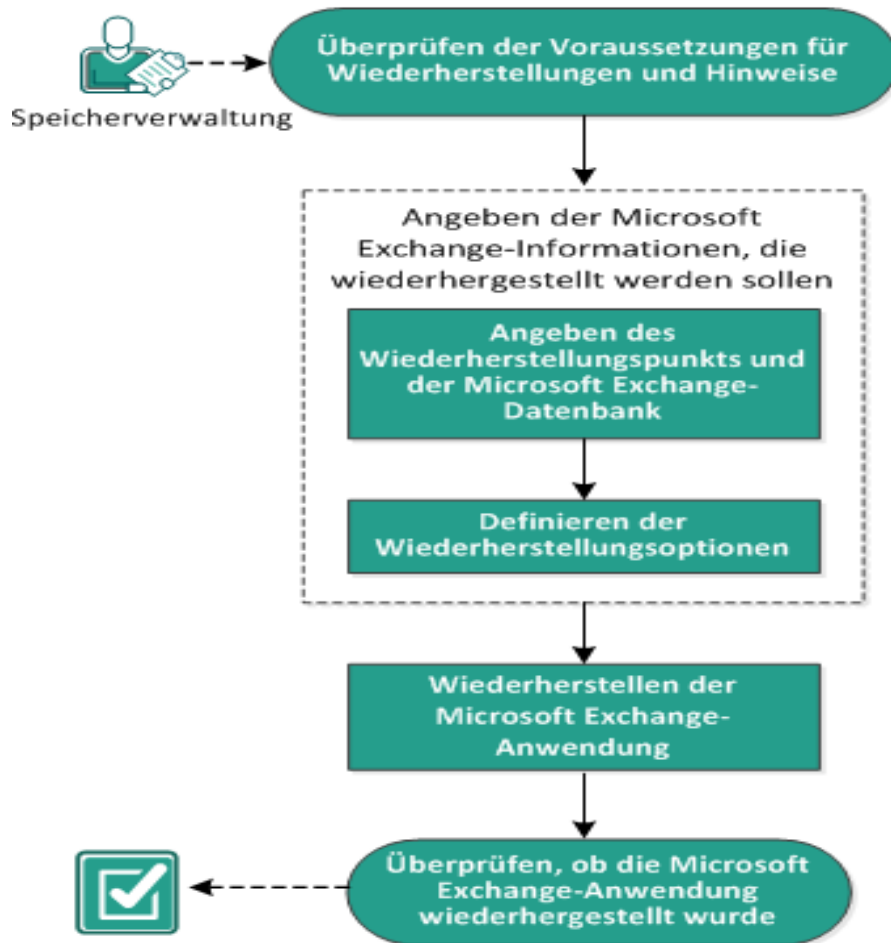 Überprüfen der Voraussetzungen für
Wiederherstellungen und Hinweise
Speicherverwaltung
Angeben der Microsoft
Exchange-Informationen, die
wiederhergestellt werden sollen
Angeben des
Wiederherstellungspunkts und
der Microsoft Exchange-
Datenbank
Definieren der
Wiederherstellungsoptionen
Wiederherstellen der
Microsoft Exchange-
Anwendung
Überprüfen, ob die Microsoft
Exchange-Anwendung
wiederhergestellt wurde